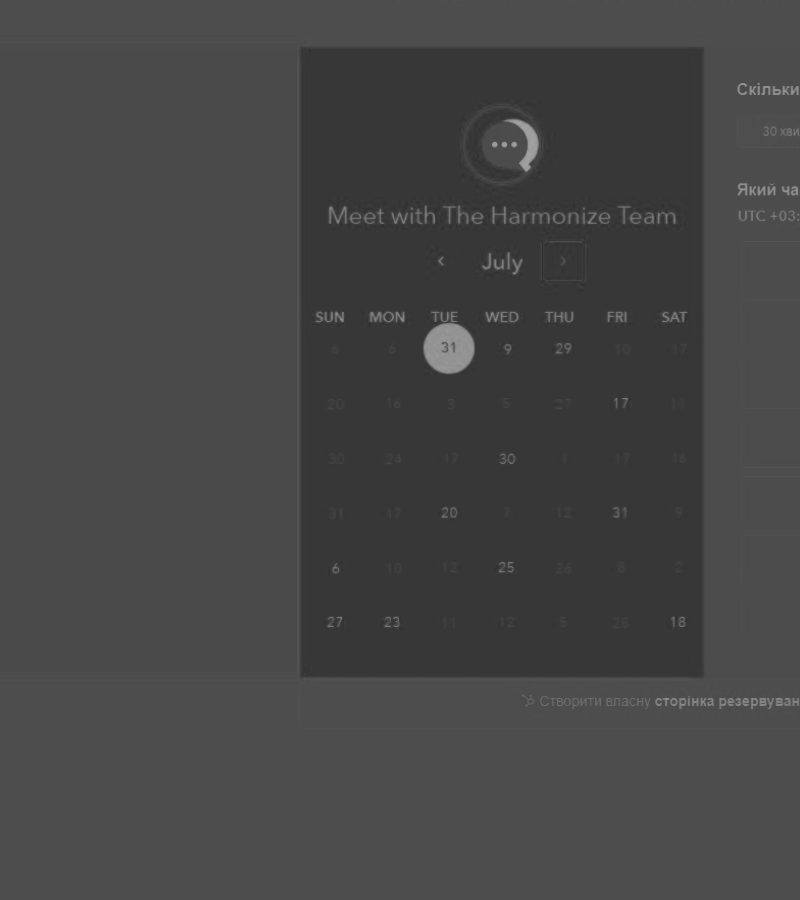 Meet with The Harmonize Team
July
SUN MON TUE WED THU FRI SAT
6 6 31 9 29 10 17
20 16 3 5 27 17 11
30 24 17 30 1 17 16
31 17 20 7 12 31 9
6 10 12 25 26 8 2
27 23 11 12 5 25 18
Скільки
30 хви
Який ча
UTC +03:
Створити власну сторінка резервуван